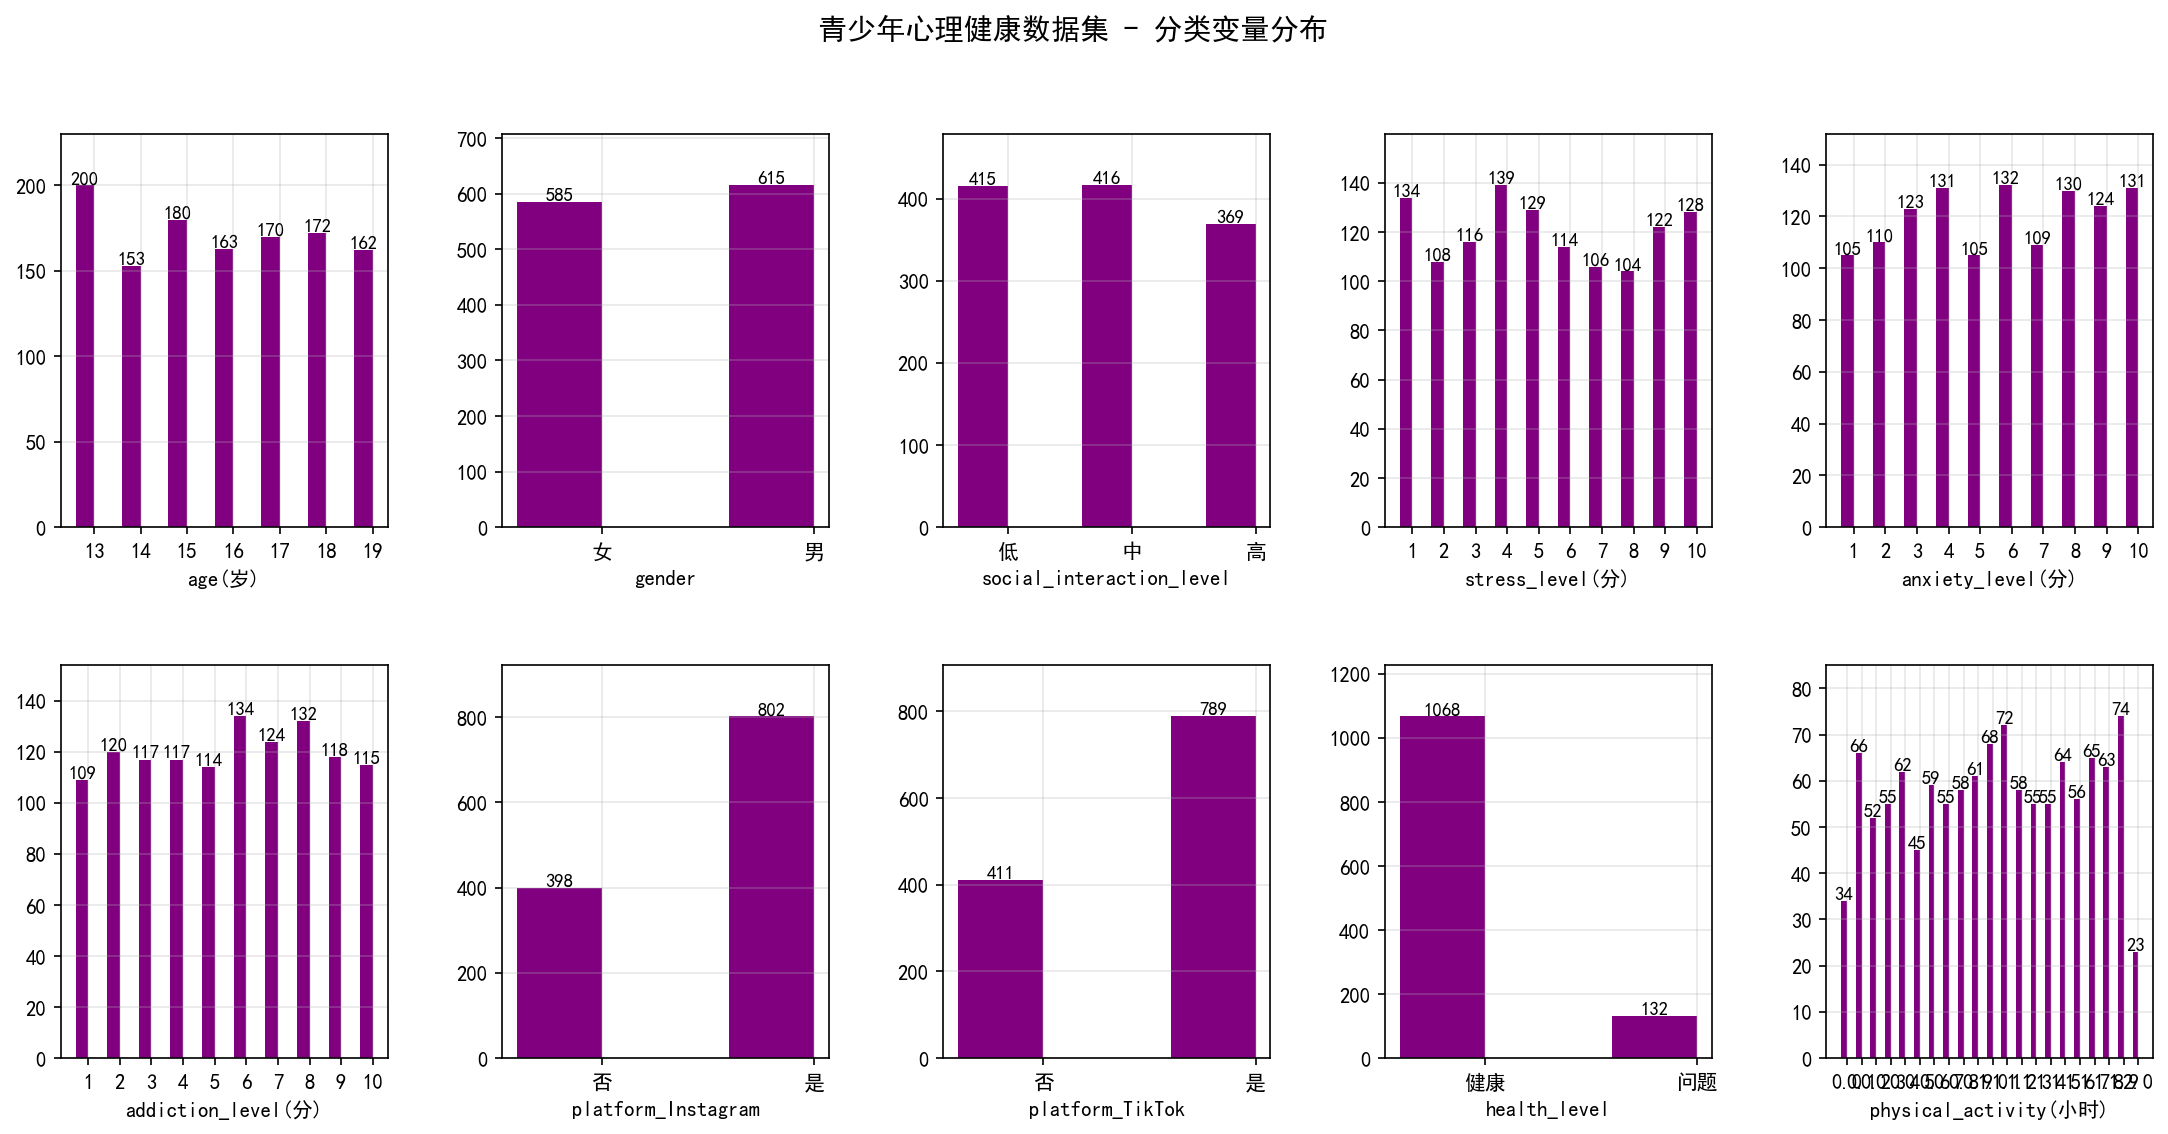 青少年心理健康数据集 - 分类变量分布
200 153 180 163 170 172 162
0 50 100 150 200
13 14 15 16 17 18 19
age(岁)
585 615
0 100 200 300 400 500 600 700
女 男
gender
415 416 369
0 100 200 300 400
低 中 高
social_interaction_level
134 108 116 139 129 114 106 104 122 128
0 20 40 60 80 100 120 140
1 2 3 4 5 6 7 8 9 10
stress_level(分)
105 110 123 131 105 132 109 130 124 131
0 20 40 60 80 100 120 140
1 2 3 4 5 6 7 8 9 10
anxiety_level(分)
109 120 117 117 114 134 124 132 118 115
0 20 40 60 80 100 120 140
1 2 3 4 5 6 7 8 9 10
addiction_level(分)
398 802
0 200 400 600 800
否 是
platform_Instagram
411 789
0 200 400 600 800
否 是
platform_TikTok
1068 132
0 200 400 600 800 1000 1200
健康 问题
health_level
34 66 52 55 62 45 59 55 58 61 68 72 58 55 55 64 56 65 63 74 23
0 10 20 30 40 50 60 70 80
physical_activity(小时)